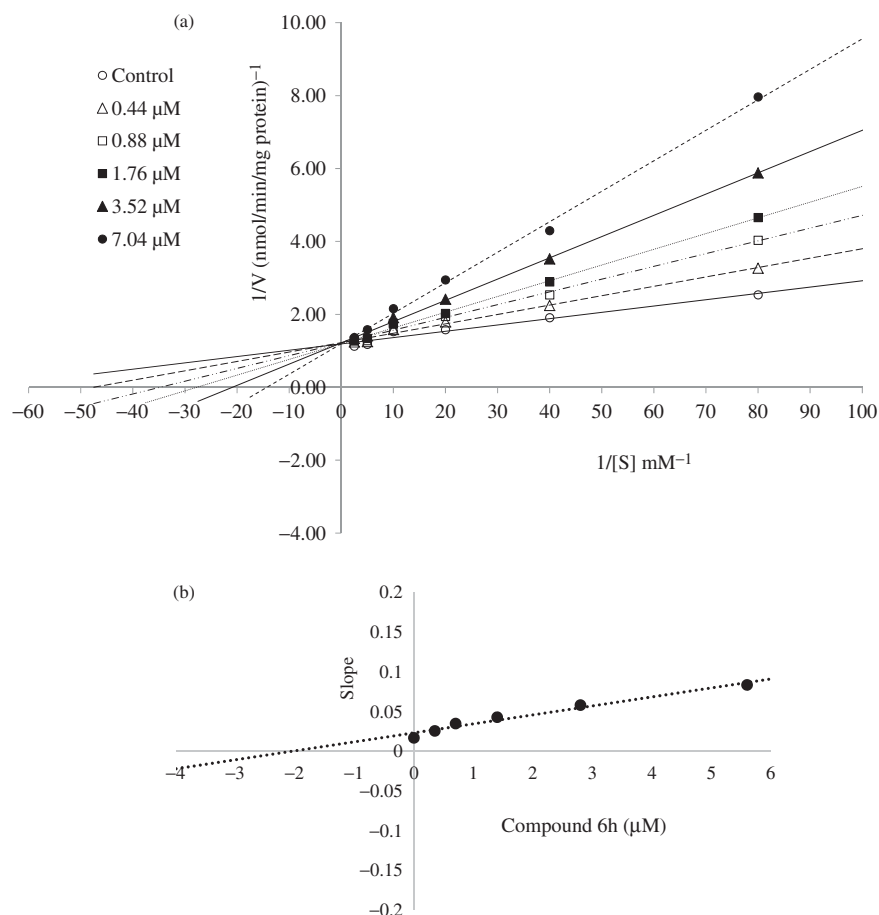 (a)
Control
0.44 µM
0.88 µM
1.76 µM
3.52 µM
7.04 µM
1/V (nmol/min/mg protein)⁻¹
10.00
8.00
6.00
4.00
2.00
0.00
−2.00
−4.00
−60 −50 −40 −30 −20 −10 0 10 20 30 40 50 60 70 80 90 100
1/[S] mM⁻¹
(b)
Slope
0.2
0.15
0.1
0.05
0
−0.05
−0.1
−0.15
−0.2
−4 −3 −2 −1 0 1 2 3 4 5 6
Compound 6h (µM)